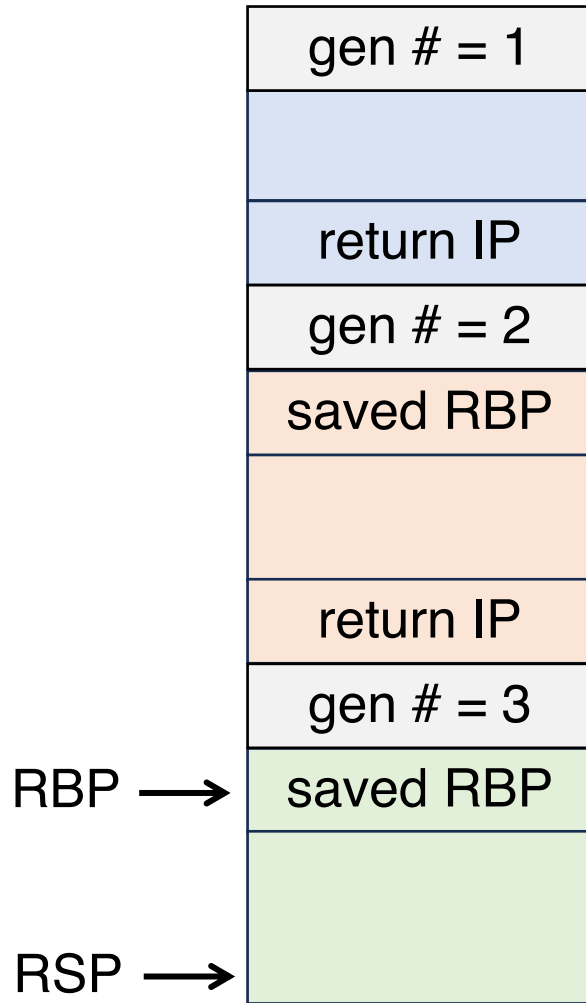 gen # = 1
return IP
gen # = 2
saved RBP
return IP
gen # = 3
RBP
saved RBP
RSP